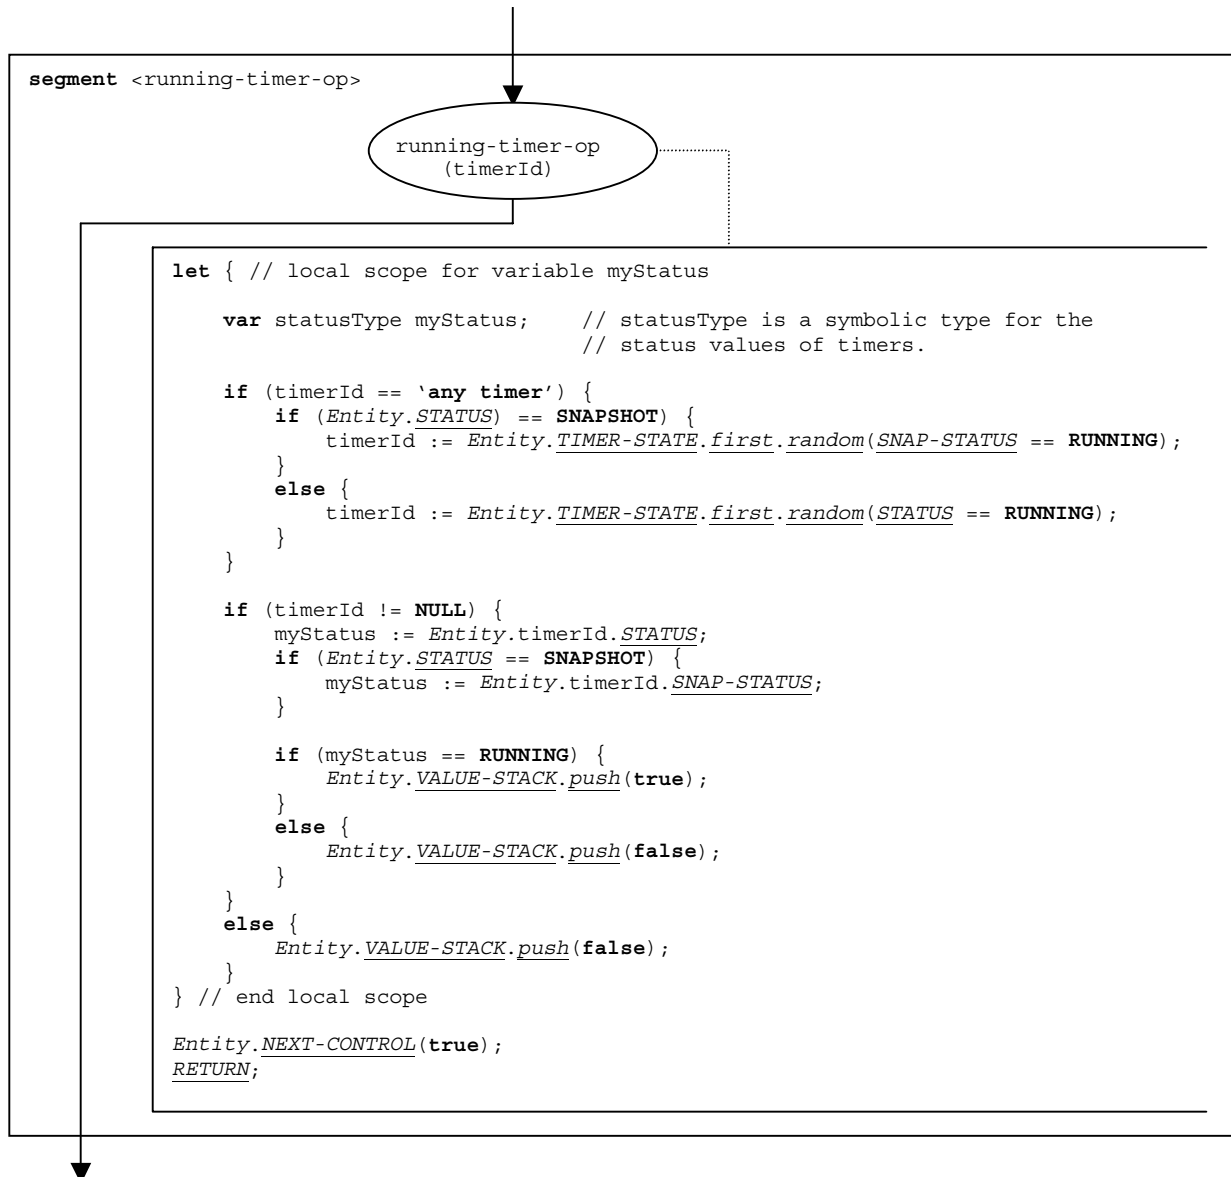 segment <running-timer-op>
running-timer-op
(timerId)
let { // local scope for variable myStatus
var statusType myStatus; // statusType is a symbolic type for the
// status values of timers.
if (timerId == ‘any timer’) {
if (Entity.STATUS) == SNAPSHOT) {
timerId := Entity.TIMER-STATE.first.random(SNAP-STATUS == RUNNING);
}
else {
timerId := Entity.TIMER-STATE.first.random(STATUS == RUNNING);
}
}
if (timerId != NULL) {
myStatus := Entity.timerId.STATUS;
if (Entity.STATUS == SNAPSHOT) {
myStatus := Entity.timerId.SNAP-STATUS;
}
if (myStatus == RUNNING) {
Entity.VALUE-STACK.push(true);
}
else {
Entity.VALUE-STACK.push(false);
}
}
else {
Entity.VALUE-STACK.push(false);
}
} // end local scope
Entity.NEXT-CONTROL(true);
RETURN;